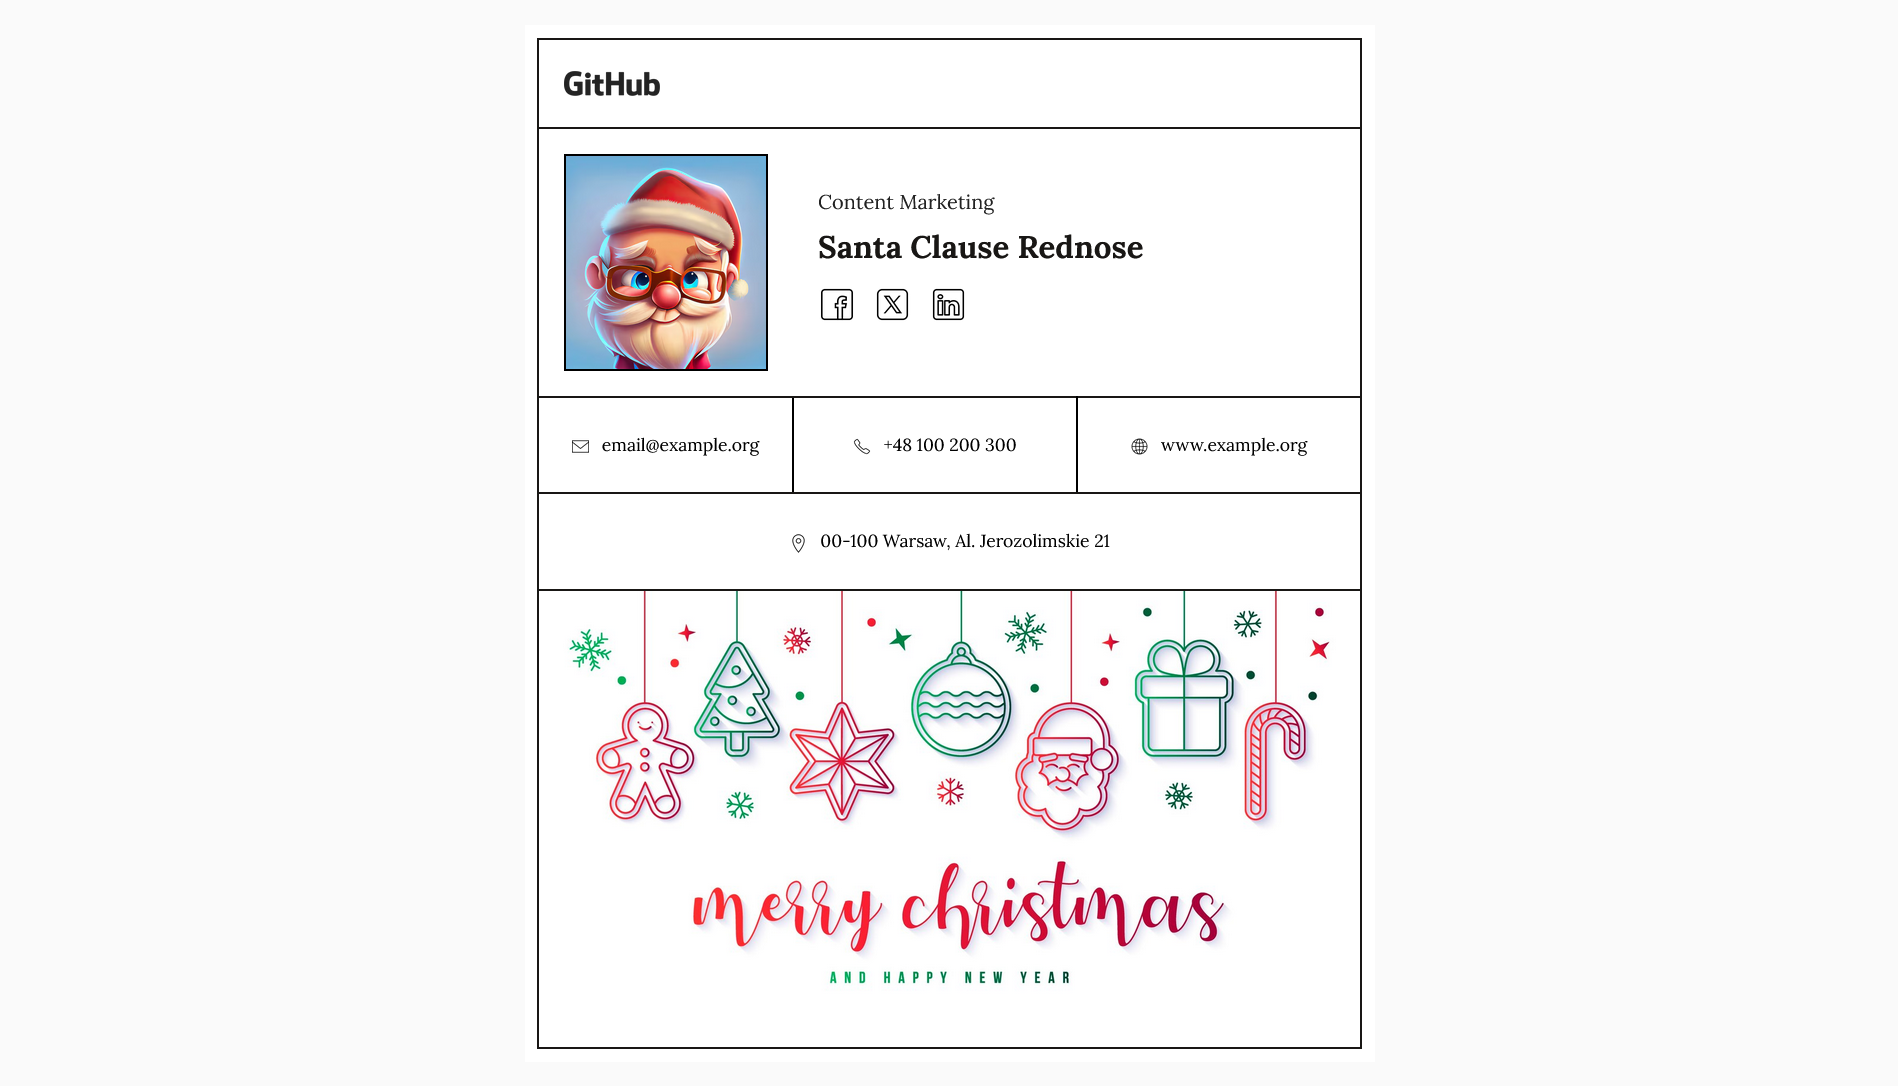 GitHub
Content Marketing
Santa Clause Rednose
email@example.org
+48 100 200 300
www.example.org
00-100 Warsaw, Al. Jerozolimskie 21
merry christmas
AND HAPPY NEW YEAR